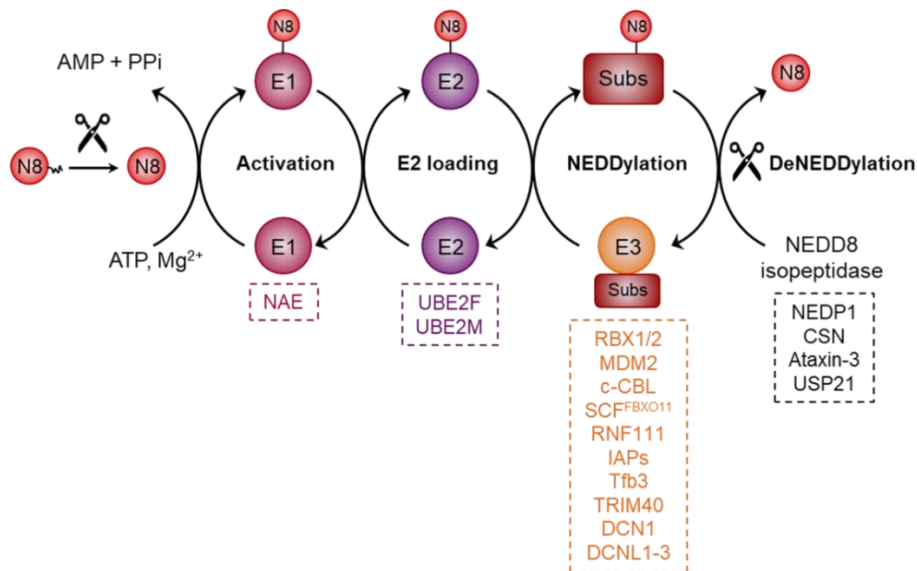 N8
N8
N8
AMP + PPi
E1
E2
Subs
N8
N8
N8
Activation
E2 loading
NEDDylation
DeNEDDylation
ATP, Mg²⁺
E1
E2
E3
Subs
NEDD8
isopeptidase
NAE
UBE2F
UBE2M
RBX1/2
MDM2
c-CBL
SCFᶠᴮˣᴼ¹¹
RNF111
IAPs
Tfb3
TRIM40
DCN1
DCNL1-3
NEDP1
CSN
Ataxin-3
USP21